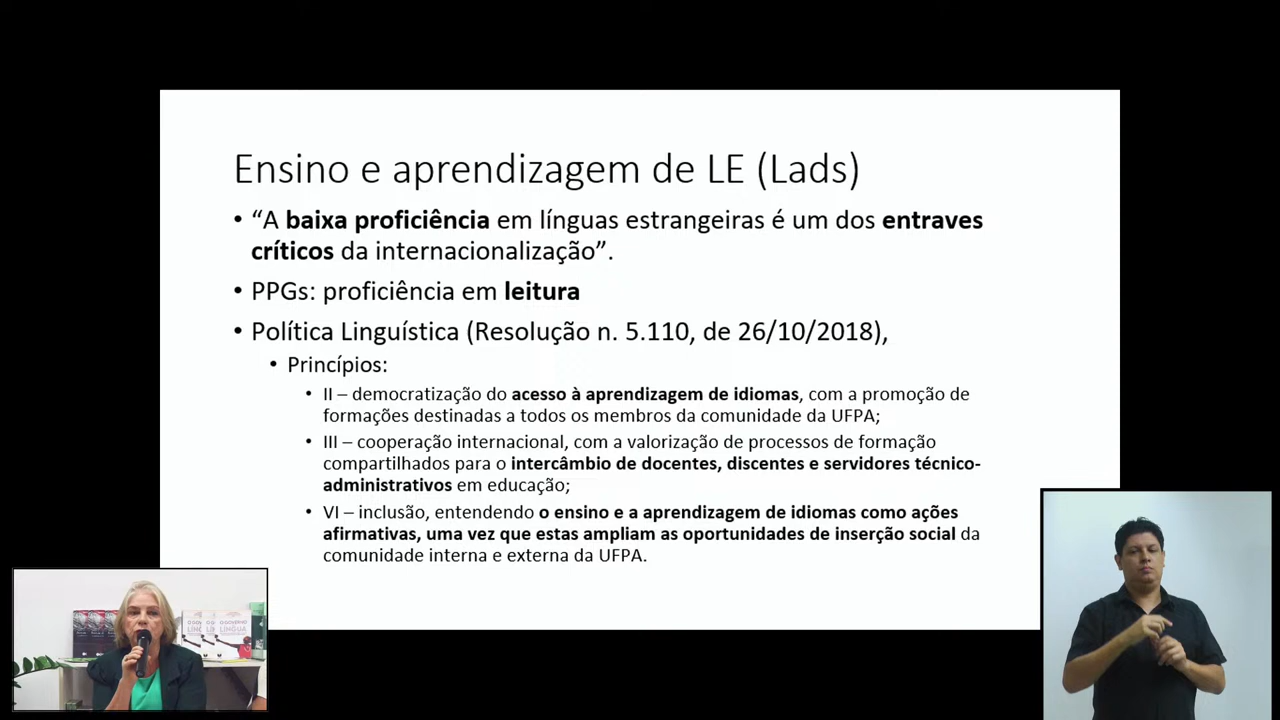 Ensino e aprendizagem de LE (Lads)
• “A baixa proficiência em línguas estrangeiras é um dos entraves
críticos da internacionalização”.
• PPGs: proficiência em leitura
• Política Linguística (Resolução n. 5.110, de 26/10/2018),
• Princípios:
• II – democratização do acesso à aprendizagem de idiomas, com a promoção de
formações destinadas a todos os membros da comunidade da UFPA;
• III – cooperação internacional, com a valorização de processos de formação
compartilhados para o intercâmbio de docentes, discentes e servidores técnico-
administrativos em educação;
• VI – inclusão, entendendo o ensino e a aprendizagem de idiomas como ações
afirmativas, uma vez que estas ampliam as oportunidades de inserção social da
comunidade interna e externa da UFPA.
O GOVERNO
LÍNGUA